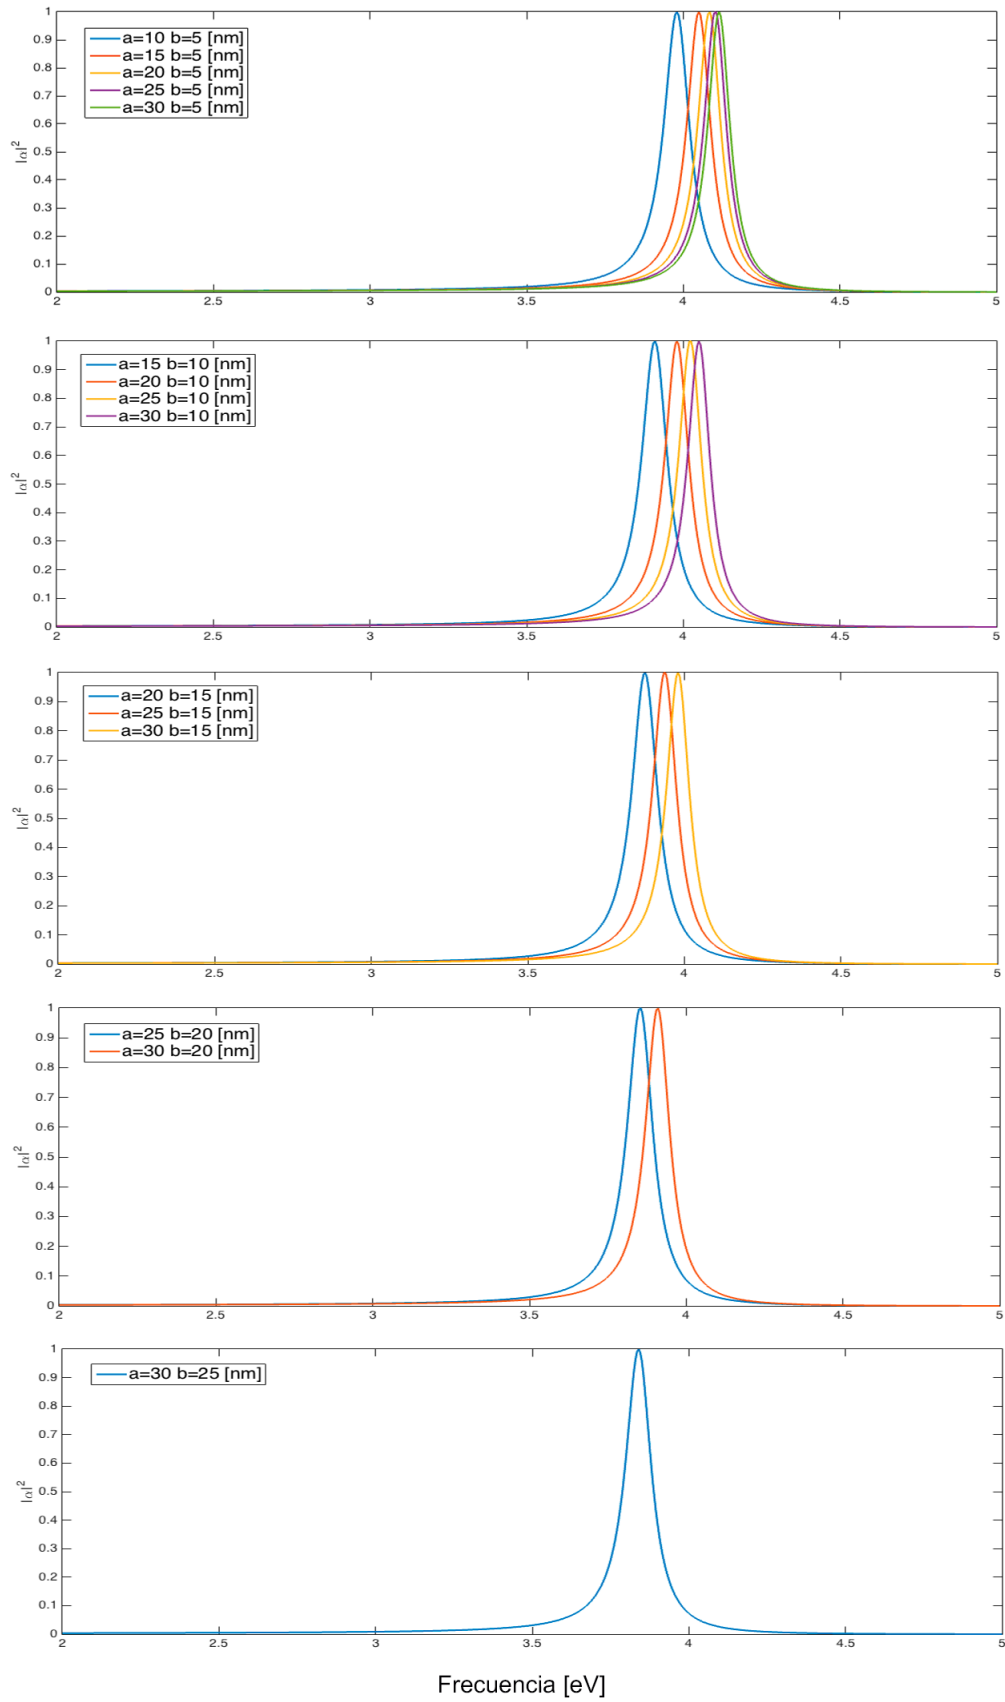 1
0.9
0.8
0.7
0.6
0.5
0.4
0.3
0.2
0.1
0
|α|²
a=10 b=5 [nm]
a=15 b=5 [nm]
a=20 b=5 [nm]
a=25 b=5 [nm]
a=30 b=5 [nm]
2 2.5 3 3.5 4 4.5 5
1
0.9
0.8
0.7
0.6
0.5
0.4
0.3
0.2
0.1
0
|α|²
a=15 b=10 [nm]
a=20 b=10 [nm]
a=25 b=10 [nm]
a=30 b=10 [nm]
2 2.5 3 3.5 4 4.5 5
1
0.9
0.8
0.7
0.6
0.5
0.4
0.3
0.2
0.1
0
|α|²
a=20 b=15 [nm]
a=25 b=15 [nm]
a=30 b=15 [nm]
2 2.5 3 3.5 4 4.5 5
1
0.9
0.8
0.7
0.6
0.5
0.4
0.3
0.2
0.1
0
|α|²
a=25 b=20 [nm]
a=30 b=20 [nm]
2 2.5 3 3.5 4 4.5 5
1
0.9
0.8
0.7
0.6
0.5
0.4
0.3
0.2
0.1
0
|α|²
a=30 b=25 [nm]
2 2.5 3 3.5 4 4.5 5
Frecuencia [eV]